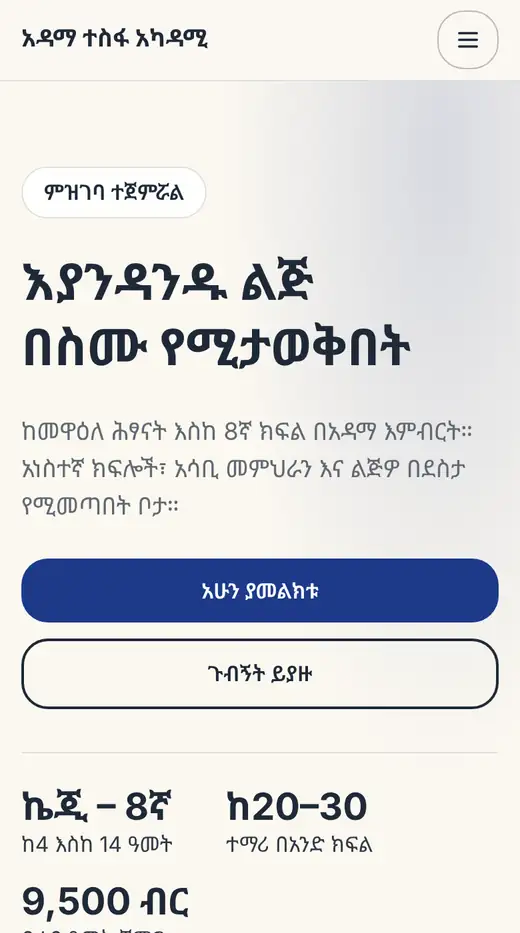 አዳማ ተስፋ አካዳሚ
ምዝገባ ተጀምሯል
እያንዳንዱ ልጅ
በስሙ የሚታወቅበት
ከመዋዕለ ሕፃናት እስከ 8ኛ ክፍል በአዳማ እምብርት።
አነስተኛ ክፍሎች፣ አሳቢ መምህራን እና ልጅዎ በደስታ
የሚመጣበት ቦታ።
አሁን ያመልክቱ
ጉብኝት ይያዙ
ኬጂ – 8ኛ
ከ20–30
ከ4 እስከ 14 ዓመት
ተማሪ በአንድ ክፍል
9,500 ብር